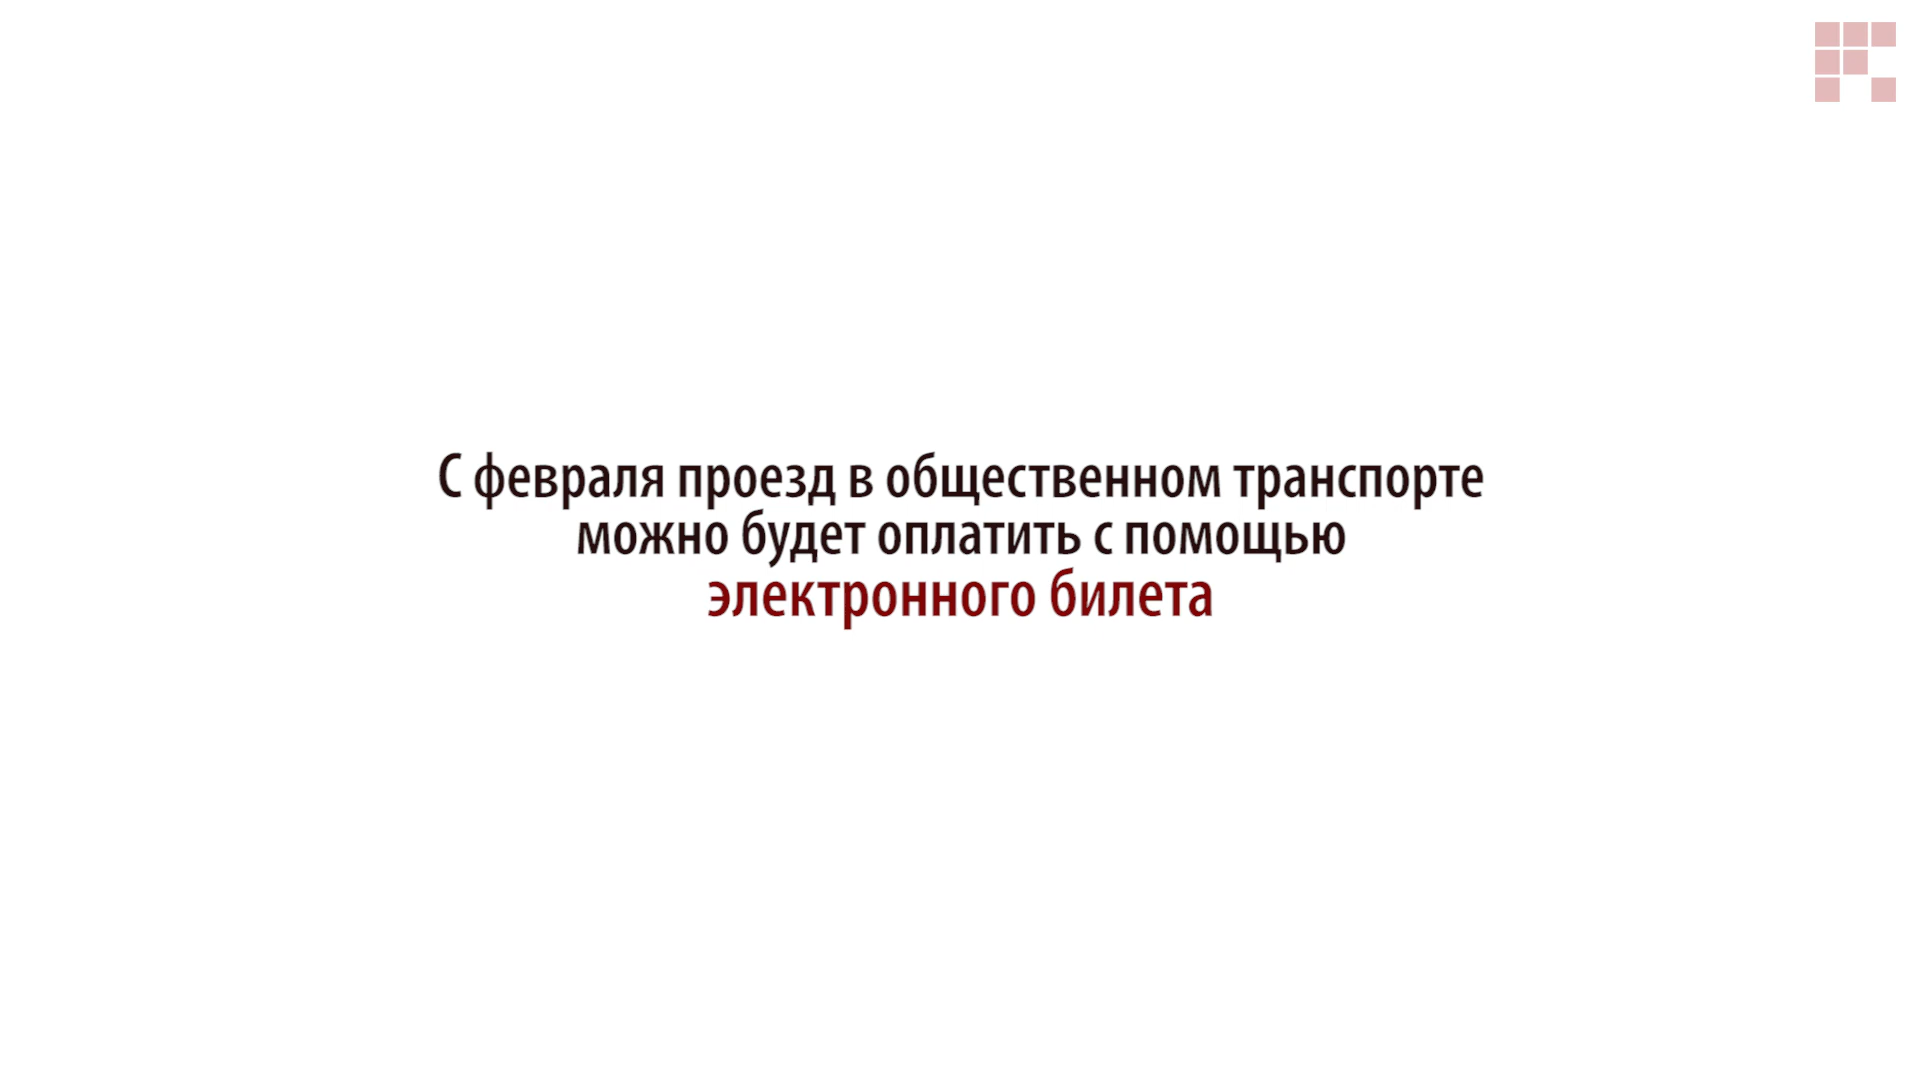 С февраля проезд в общественном транспорте
можно будет оплатить с помощью
электронного билета